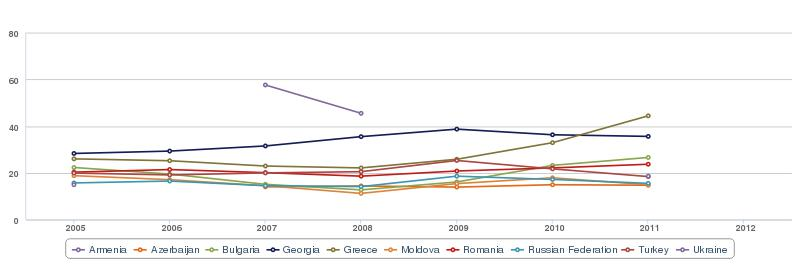 80
60
40
20
0
2005 2006 2007 2008 2009 2010 2011 2012
Armenia Azerbaijan Bulgaria Georgia Greece Moldova Romania Russian Federation Turkey Ukraine